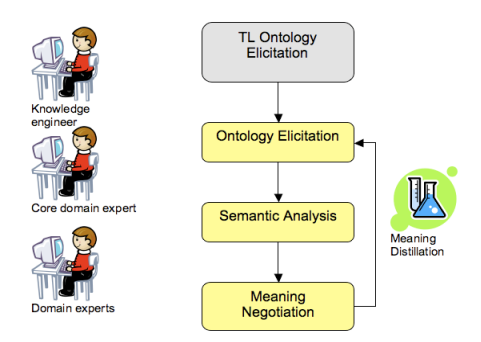 TL Ontology
Elicitation
Knowledge
engineer
Ontology Elicitation
Core domain expert
Semantic Analysis
Meaning
Distillation
Domain experts
Meaning
Negotiation